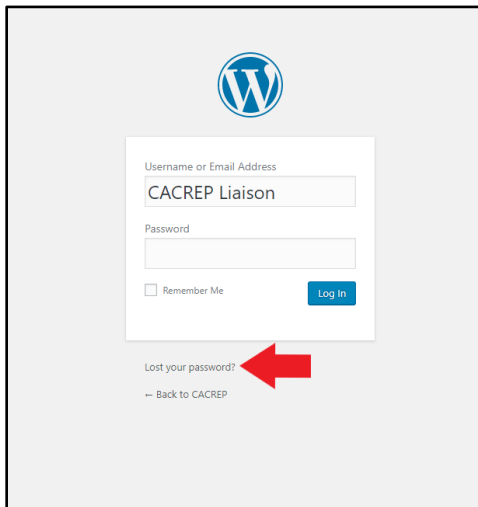 Username or Email Address
CACREP Liaison
Password
Remember Me
Log In
Lost your password?
← Back to CACREP